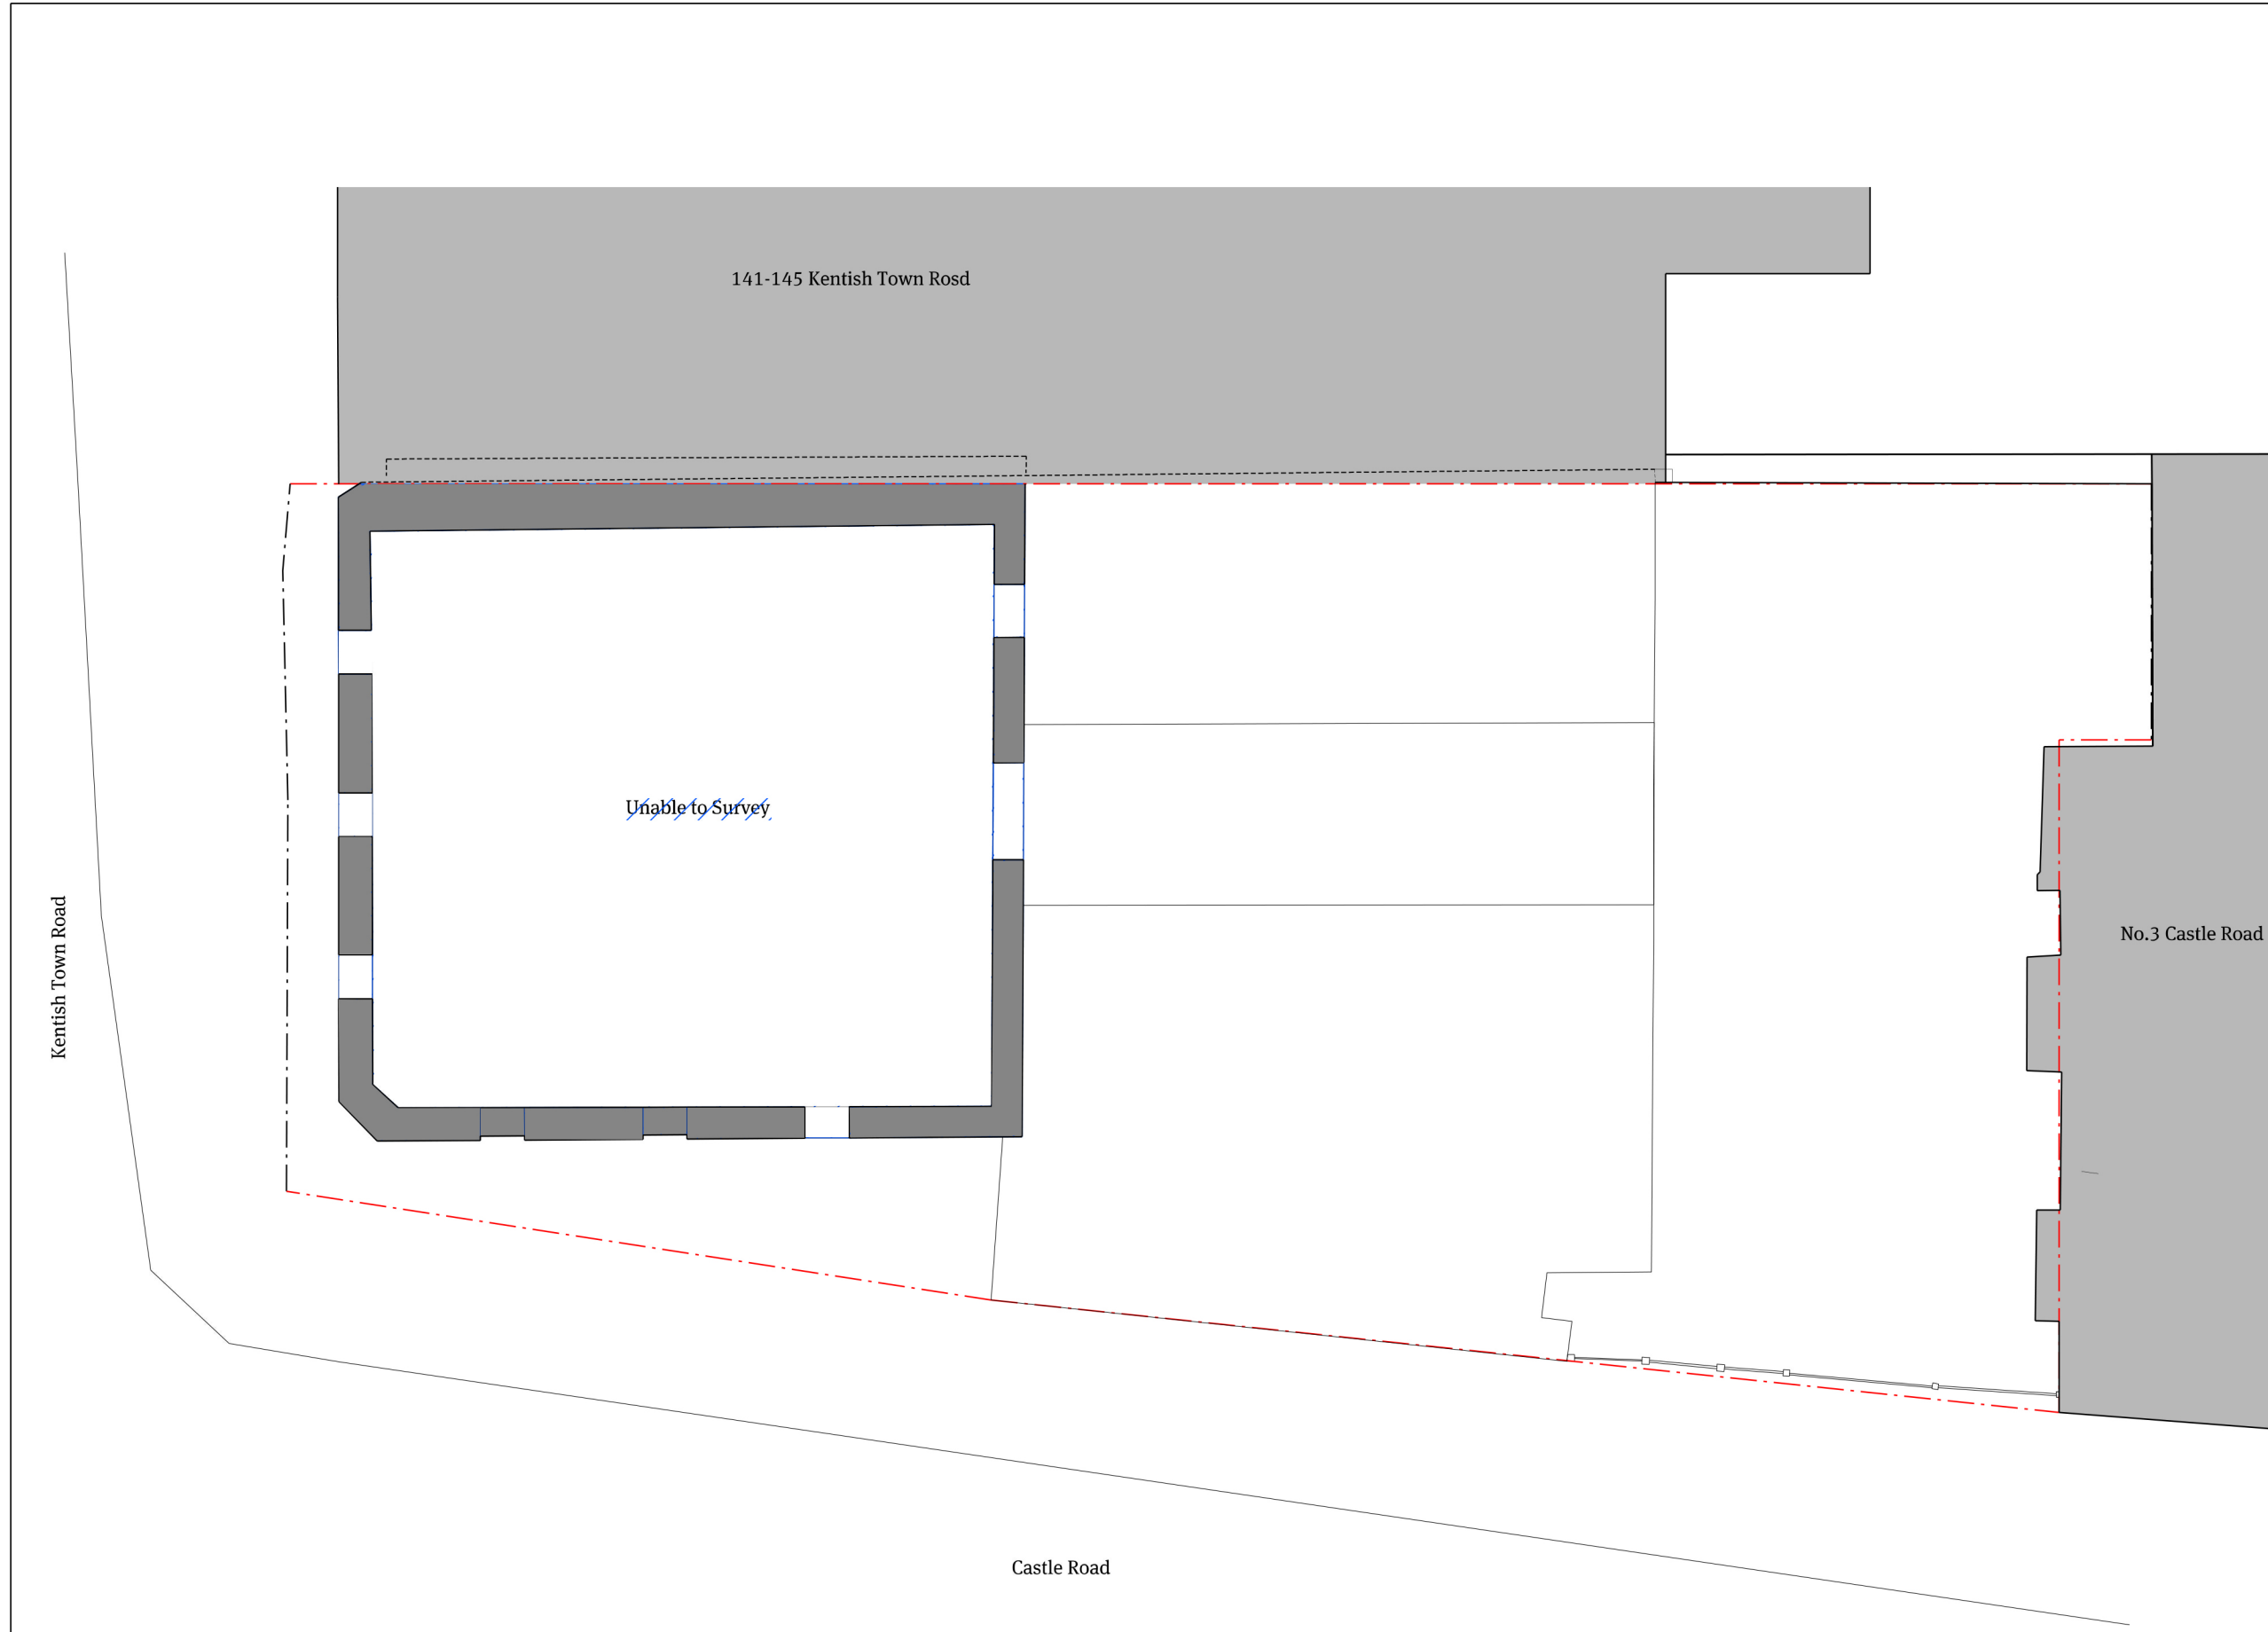 141-145 Kentish Town Rosd
Unable to Survey
No.3 Castle Road
Kentish Town Road
Castle Road